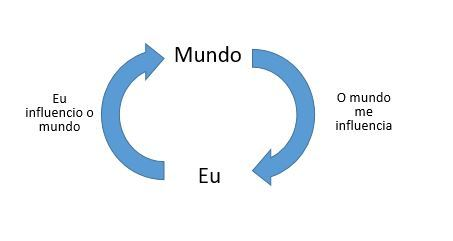 Mundo
Eu
influencio o
mundo
O mundo
me
influencia
Eu